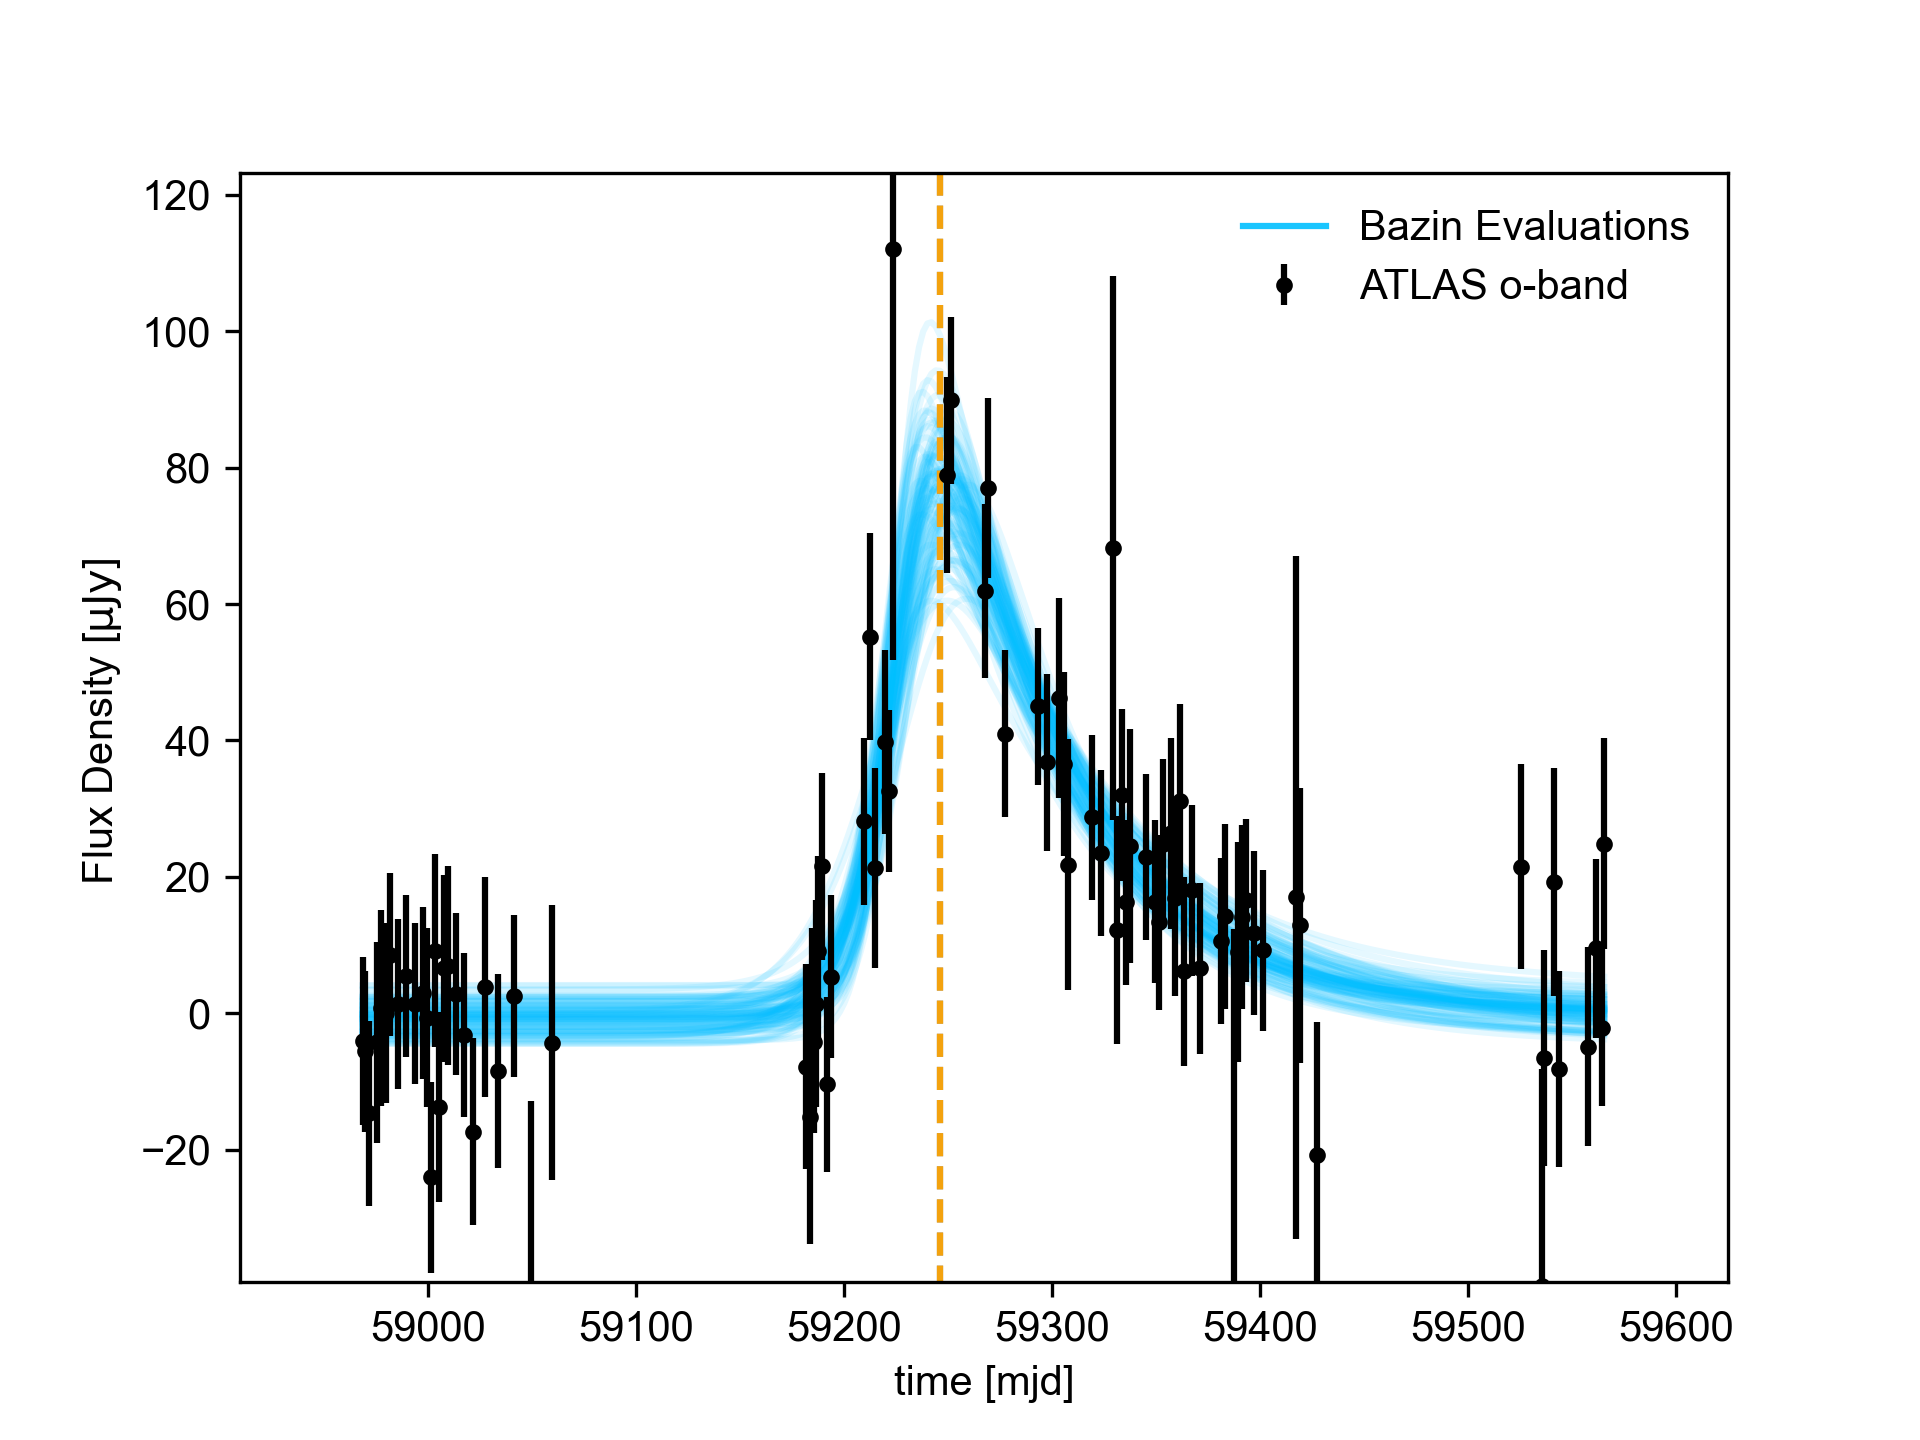 Bazin Evaluations
ATLAS o-band
120
100
80
60
40
20
0
−20
Flux Density [µJy]
59000 59100 59200 59300 59400 59500 59600
time [mjd]